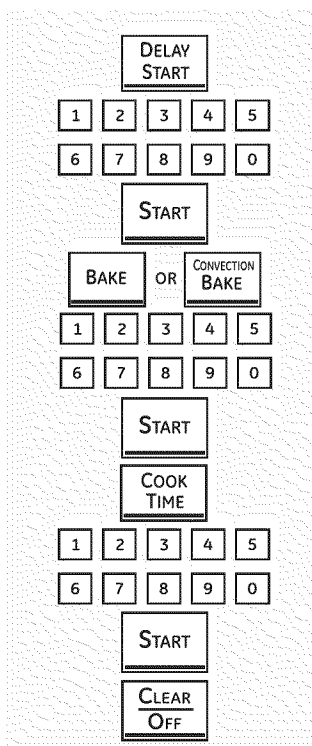 DELAY
START
1 2 3 4 5
6 7 8 9 0
START
BAKE OR CONVECTION BAKE
1 2 3 4 5
6 7 8 9 0
START
COOK
TIME
1 2 3 4 5
6 7 8 9 0
START
CLEAR
OFF